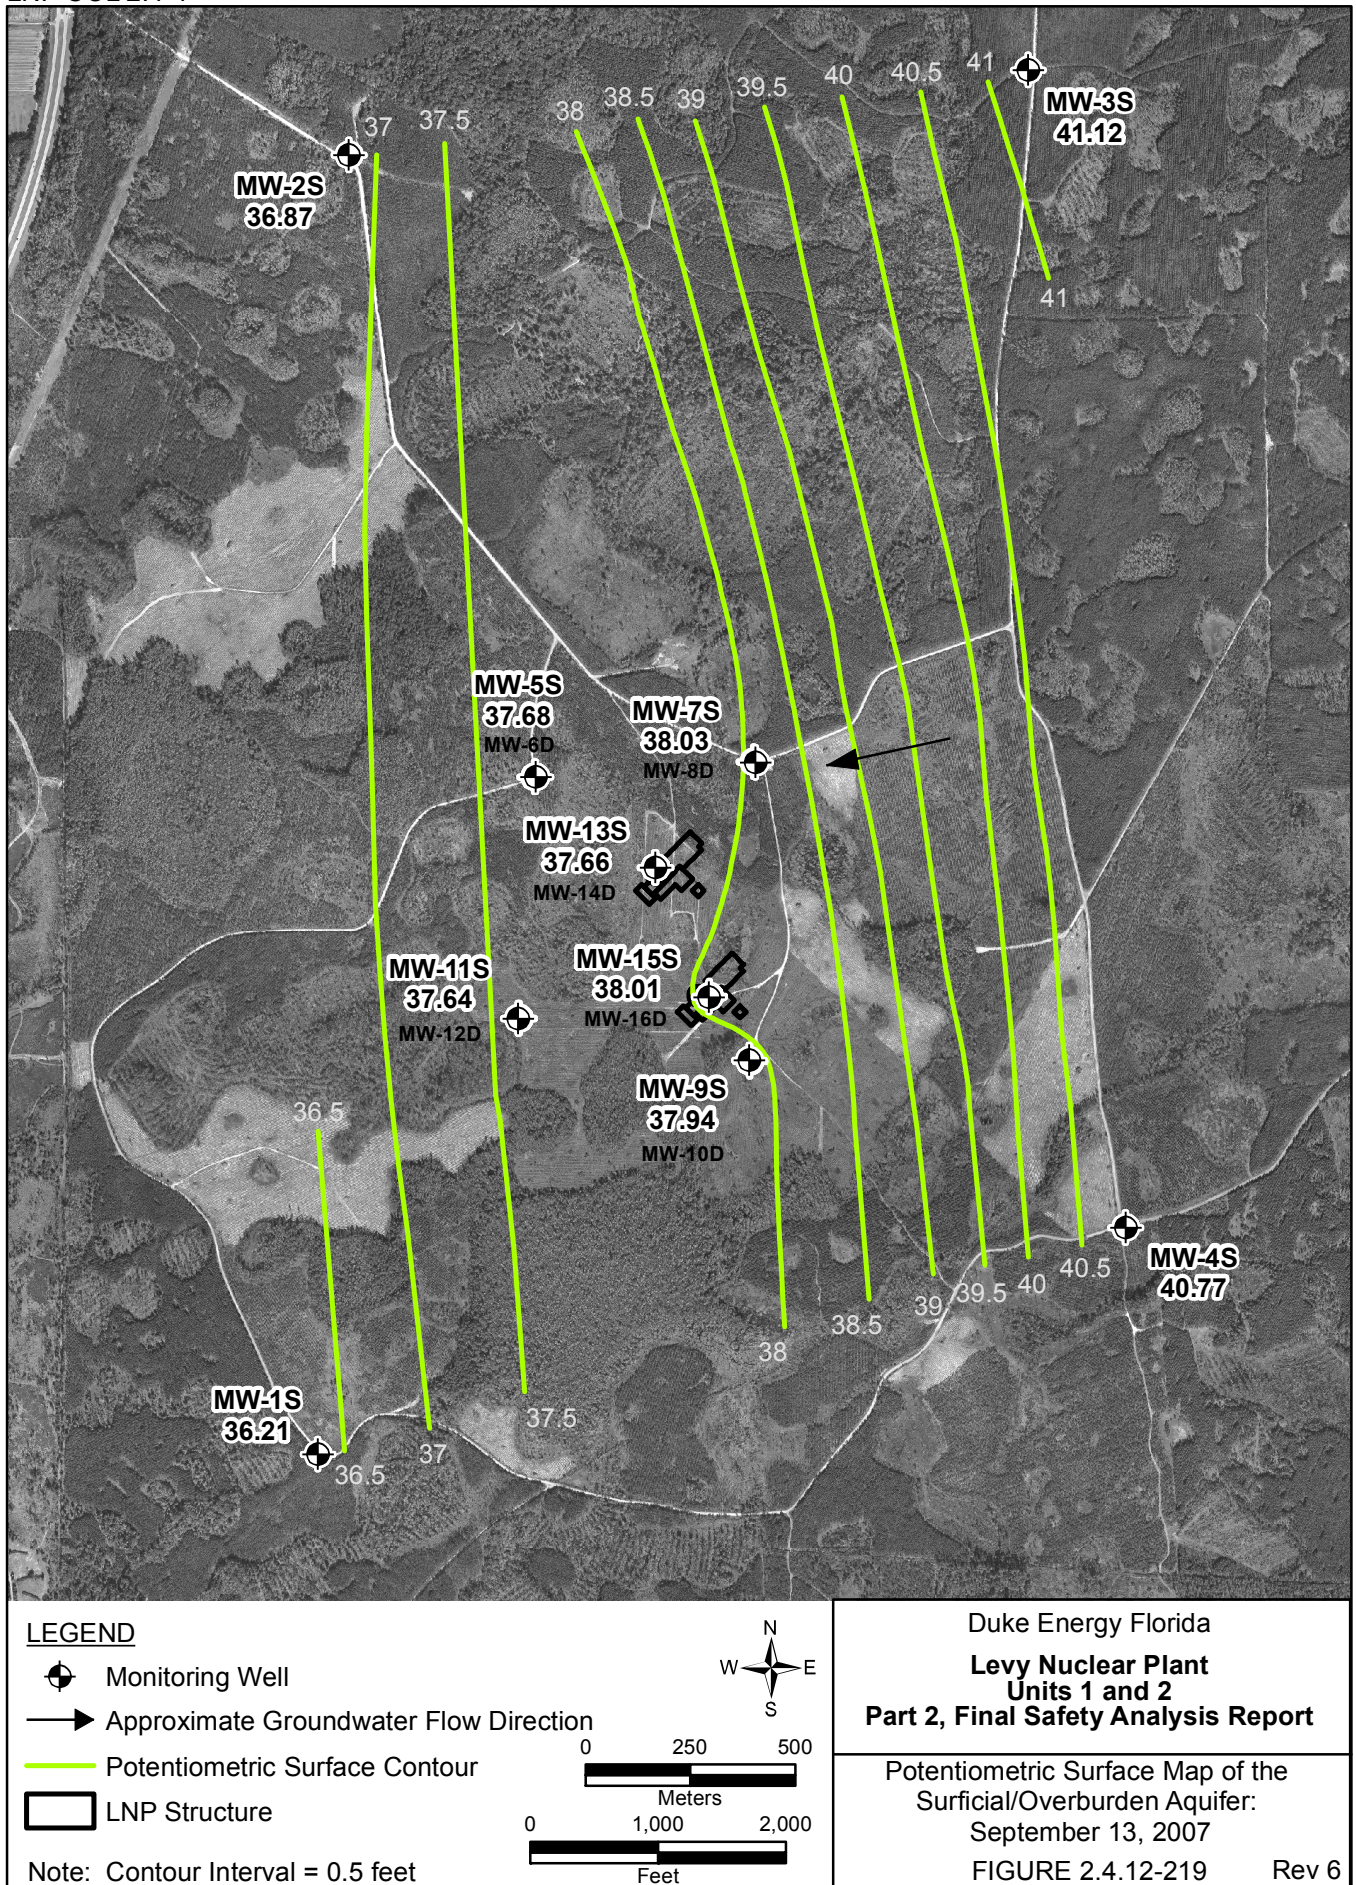 37
37.5
38
38.5
39
39.5
40
40.5
41
MW-3S
41.12
MW-2S
36.87
41
MW-5S
37.68
MW-6D
MW-7S
38.03
MW-8D
MW-13S
37.66
MW-14D
MW-11S
37.64
MW-12D
MW-15S
38.01
MW-16D
MW-9S
37.94
MW-10D
36.5
MW-4S
40.77
40.5
40
39.5
39
38.5
38
37.5
37
36.5
MW-1S
36.21
LEGEND
Monitoring Well
Approximate Groundwater Flow Direction
Potentiometric Surface Contour
LNP Structure
Note: Contour Interval = 0.5 feet
N
W E
S
0 250 500
Meters
0 1,000 2,000
Feet
Duke Energy Florida
Levy Nuclear Plant
Units 1 and 2
Part 2, Final Safety Analysis Report
Potentiometric Surface Map of the
Surficial/Overburden Aquifer:
September 13, 2007
FIGURE 2.4.12-219 Rev 6